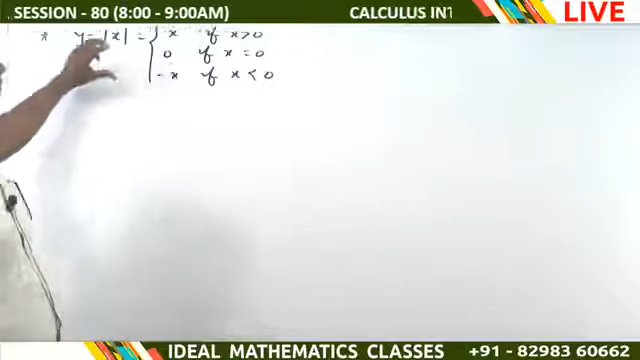 SESSION - 80 (8:00 - 9:00AM)
CALCULUS INT
LIVE
* y = |x| = { x if x>0
0 if x = 0
-x if x < 0
IDEAL MATHEMATICS CLASSES
+91 - 82983 60662